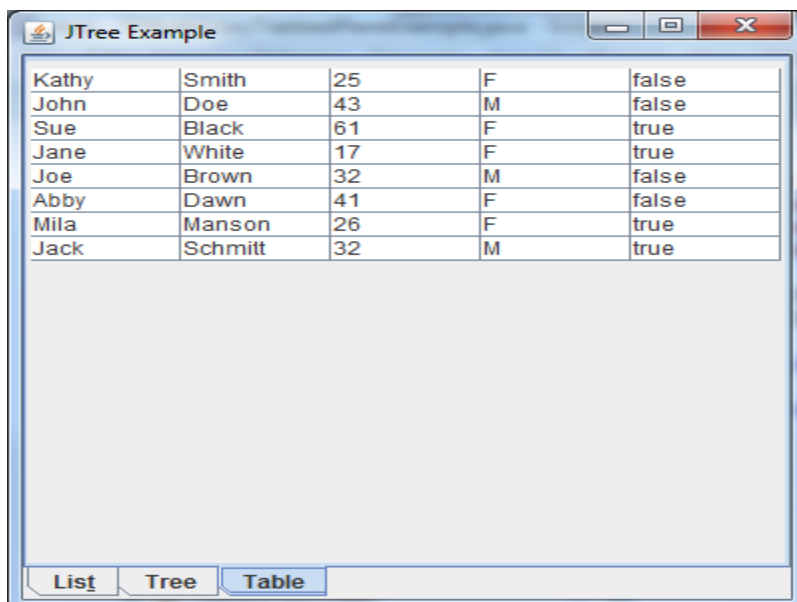 JTree Example
Kathy Smith 25 F false
John Doe 43 M false
Sue Black 61 F true
Jane White 17 F true
Joe Brown 32 M false
Abby Dawn 41 F false
Mila Manson 26 F true
Jack Schmitt 32 M true
List Tree Table